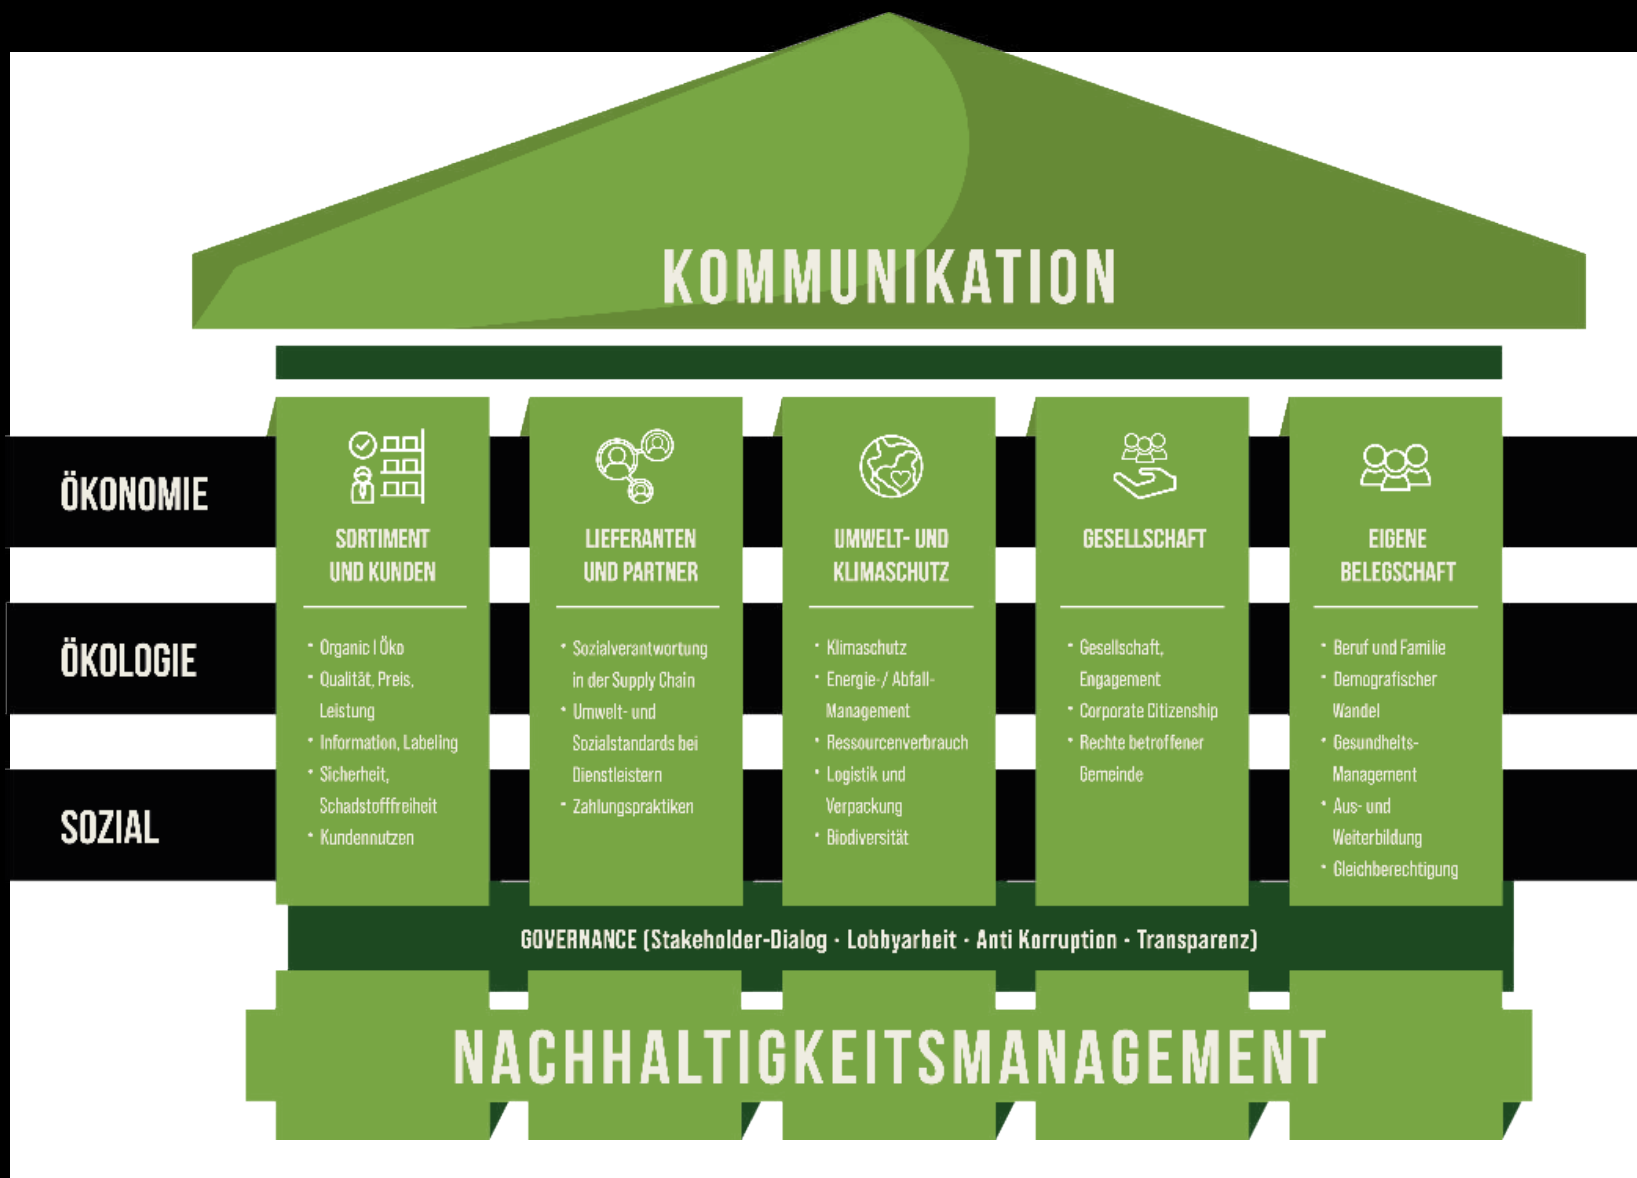 KOMMUNIKATION
ÖKONOMIE
ÖKOLOGIE
SOZIAL
SORTIMENT
UND KUNDEN
• Organic | Öko
• Qualität, Preis,
Leistung
• Information, Labeling
• Sicherheit,
Schadstofffreiheit
• Kundennutzen
LIEFERANTEN
UND PARTNER
• Sozialverantwortung
in der Supply Chain
• Umwelt- und
Sozialstandards bei
Dienstleistern
• Zahlungspraktiken
UMWELT- UND
KLIMASCHUTZ
• Klimaschutz
• Energie-/ Abfall-
Management
• Ressourcenverbrauch
• Logistik und
Verpackung
• Biodiversität
GESELLSCHAFT
• Gesellschaft,
Engagement
• Corporate Citizenship
• Rechte betroffener
Gemeinde
EIGENE
BELEGSCHAFT
• Beruf und Familie
• Demografischer
Wandel
• Gesundheits-
Management
• Aus- und
Weiterbildung
• Gleichberechtigung
GOVERNANCE (Stakeholder-Dialog · Lobbyarbeit · Anti Korruption · Transparenz)
NACHHALTIGKEITSMANAGEMENT